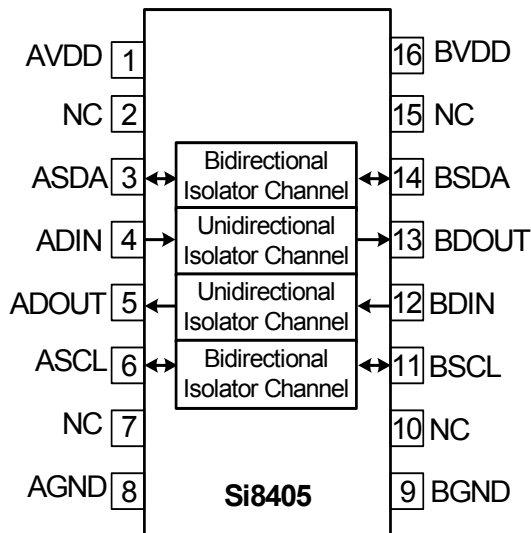 AVDD 1 16 BVDD
NC 2 15 NC
ASDA 3 Bidirectional Isolator Channel 14 BSDA
ADIN 4 Unidirectional Isolator Channel 13 BDOUT
ADOUT 5 Unidirectional Isolator Channel 12 BDIN
ASCL 6 Bidirectional Isolator Channel 11 BSCL
NC 7 10 NC
AGND 8 Si8405 9 BGND